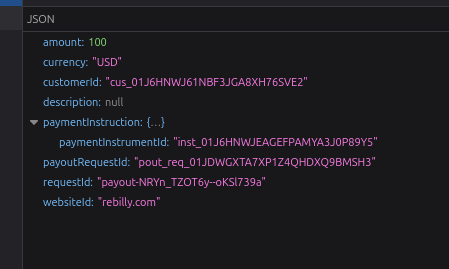 JSON
amount: 100
currency: "USD"
customerId: "cus_01J6HNWJ61NBF3JGA8XH76SVE2"
description: null
paymentInstruction: {…}
paymentInstrumentId: "inst_01J6HNWJEAGEFPAMYA3J0P89Y5"
payoutRequestId: "pout_req_01JDWGXTA7XP1Z4QHDXQ9BMSH3"
requestId: "payout-NRYn_TZOT6y--oKSl739a"
websiteId: "rebilly.com"